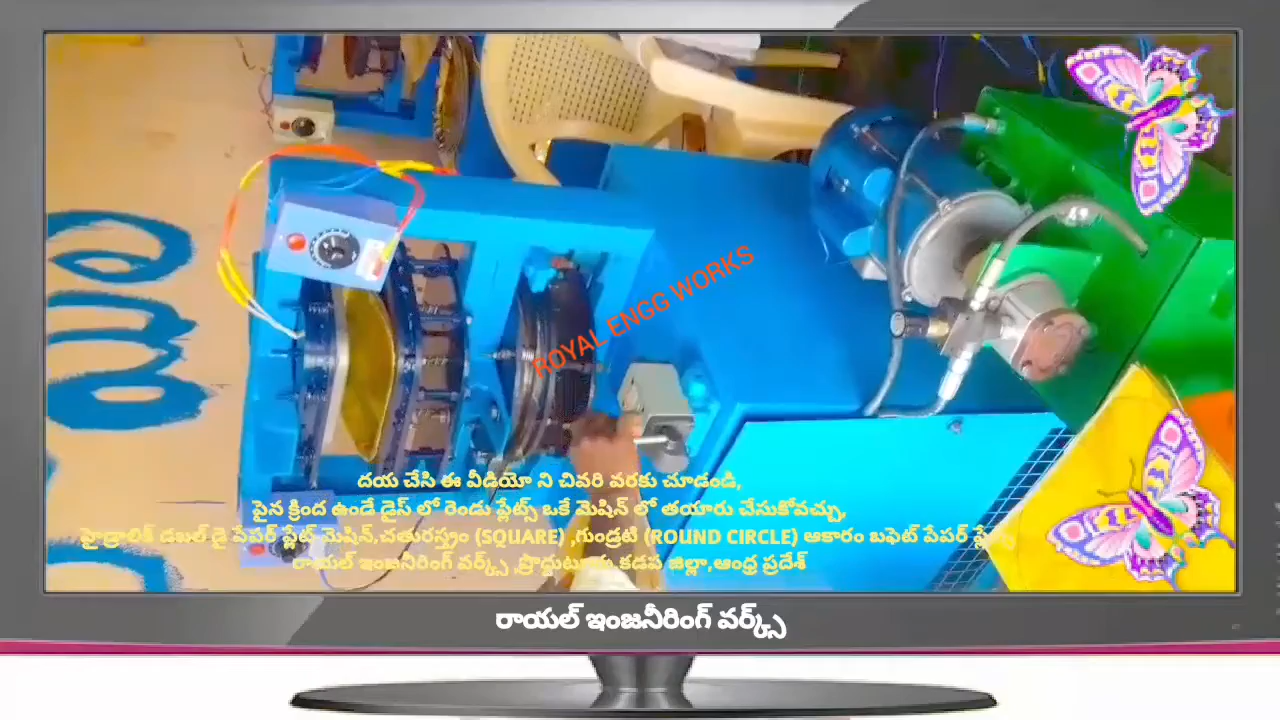 ROYAL ENGG WORKS
దయ చేసి ఈ వీడియో ని చివరి వరకు చూడండి,
పైన క్రింద ఉండే డైస్ లో రెండు ప్లేట్స్ ఒకే మెషిన్ లో తయారు చేసుకోవచ్చు,
హైడ్రాలిక్ డబల్ డై పేపర్ ప్లేట్ మెషిన్,చతురస్త్రం (SQUARE) ,గుండ్రటి (ROUND CIRCLE) ఆకారం బఫెట్ పేపర్
రాయల్ ఇంజనీరింగ్ వర్క్స్ ,ప్రొద్దుటూరు,కడప జిల్లా,ఆంధ్ర ప్రదేశ్
రాయల్ ఇంజనీరింగ్ వర్క్స్